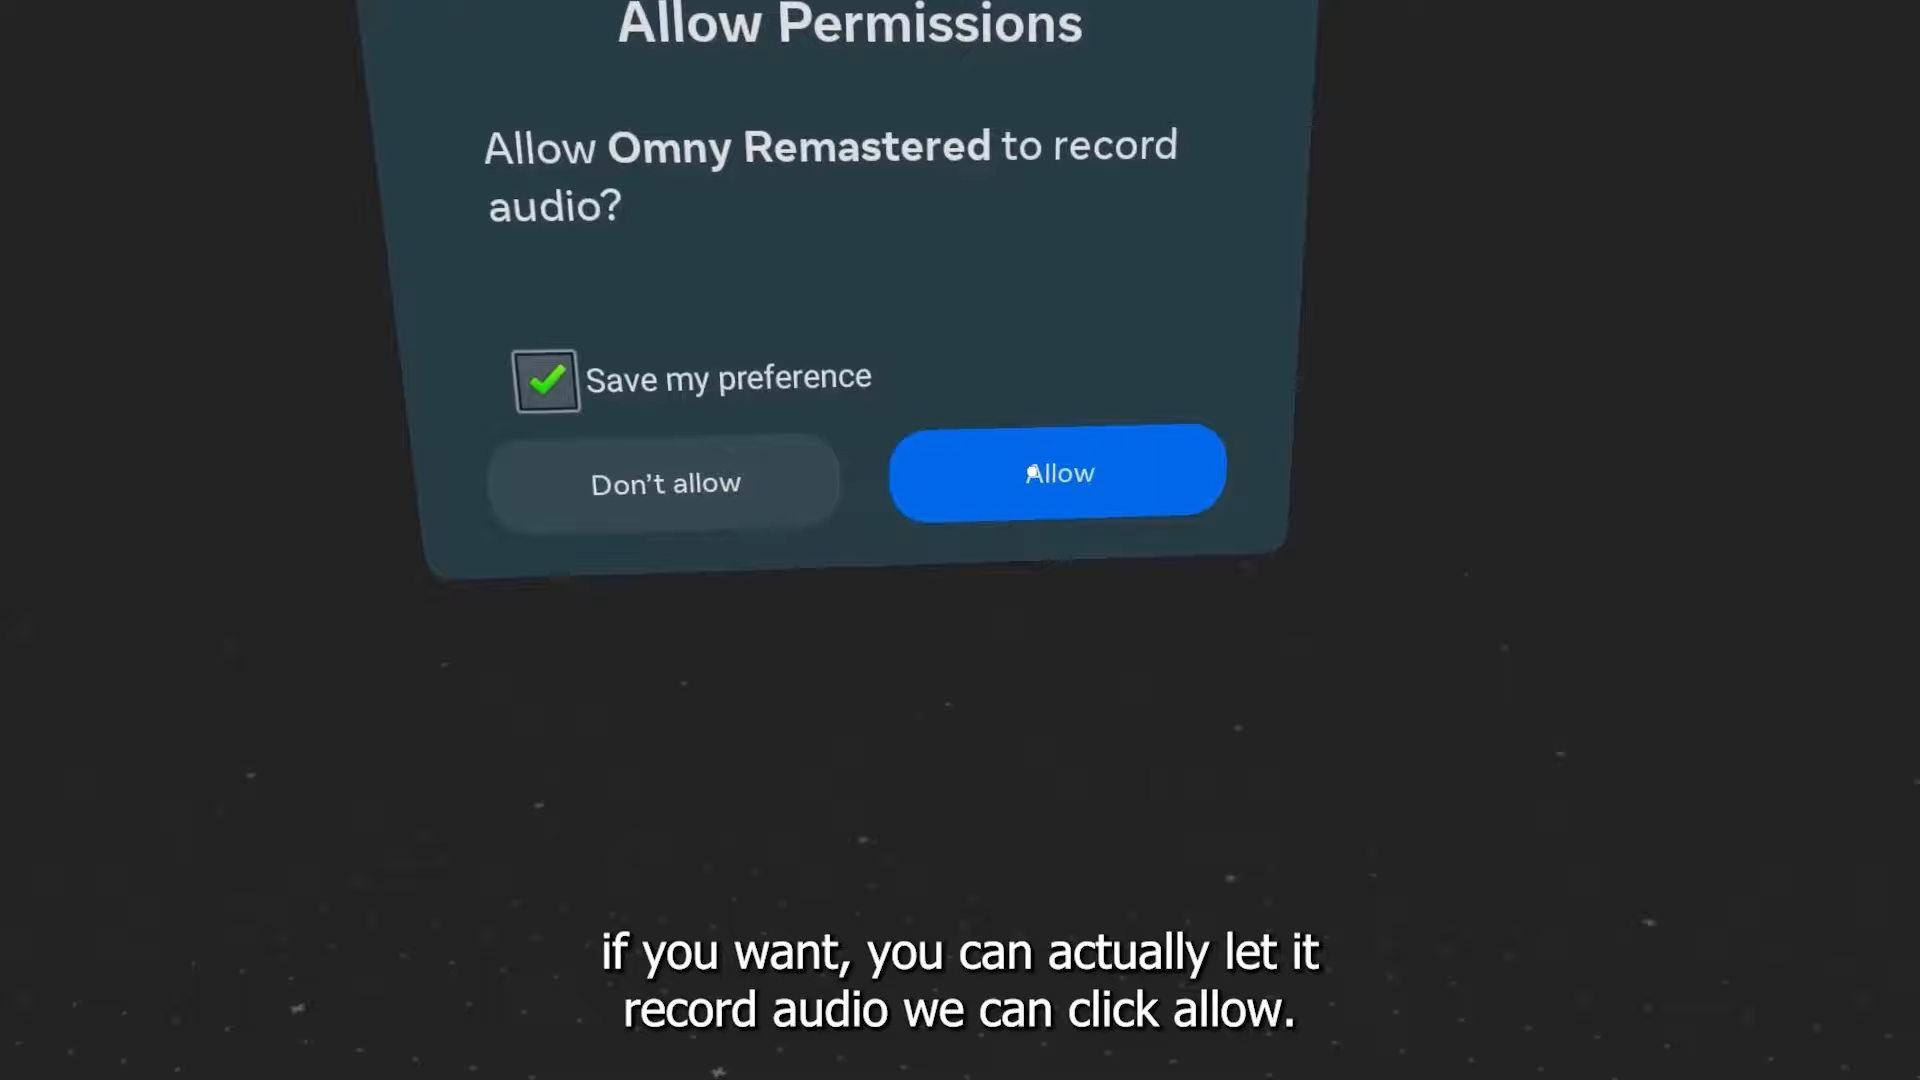 Allow Permissions
Allow Omny Remastered to record
audio?
Save my preference
Don't allow
Allow
if you want, you can actually let it
record audio we can click allow.